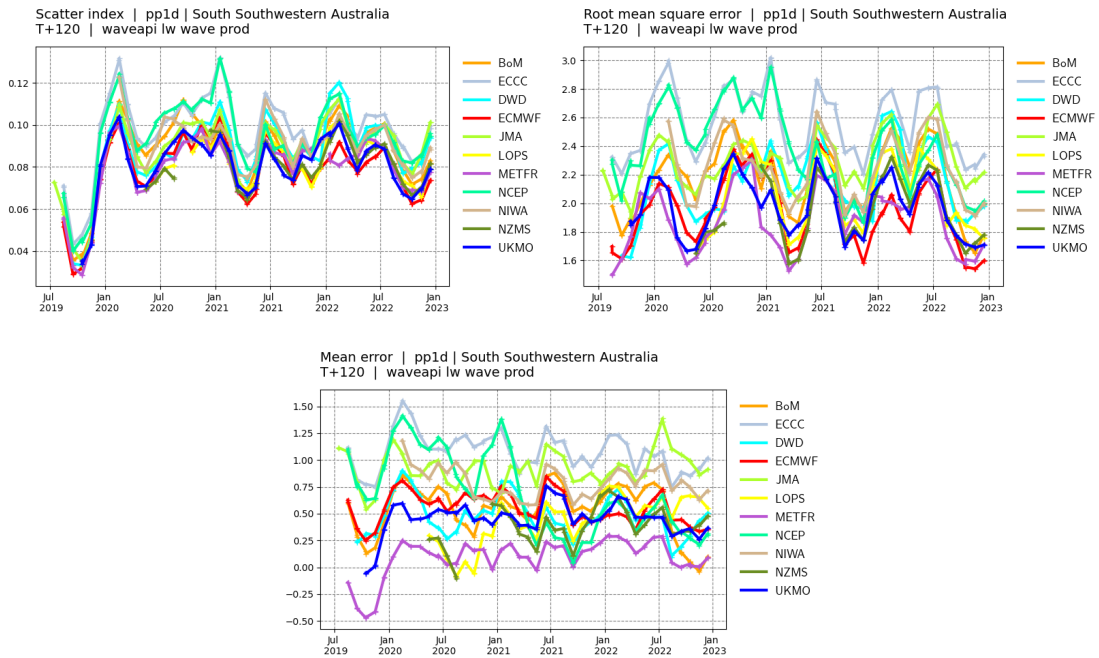 Scatter index | pp1d | South Southwestern Australia
T+120 | waveapi lw wave prod
0.12
0.10
0.08
0.06
0.04
Jul 2019
Jan 2020
Jul 2020
Jan 2021
Jul 2021
Jan 2022
Jul 2022
Jan 2023
BoM
ECCC
DWD
ECMWF
JMA
LOPS
METFR
NCEP
NIWA
NZMS
UKMO
Root mean square error | pp1d | South Southwestern Australia
T+120 | waveapi lw wave prod
3.0
2.8
2.6
2.4
2.2
2.0
1.8
1.6
Jul 2019
Jan 2020
Jul 2020
Jan 2021
Jul 2021
Jan 2022
Jul 2022
Jan 2023
BoM
ECCC
DWD
ECMWF
JMA
LOPS
METFR
NCEP
NIWA
NZMS
UKMO
Mean error | pp1d | South Southwestern Australia
T+120 | waveapi lw wave prod
1.50
1.25
1.00
0.75
0.50
0.25
0.00
−0.25
−0.50
Jul 2019
Jan 2020
Jul 2020
Jan 2021
Jul 2021
Jan 2022
Jul 2022
Jan 2023
BoM
ECCC
DWD
ECMWF
JMA
LOPS
METFR
NCEP
NIWA
NZMS
UKMO